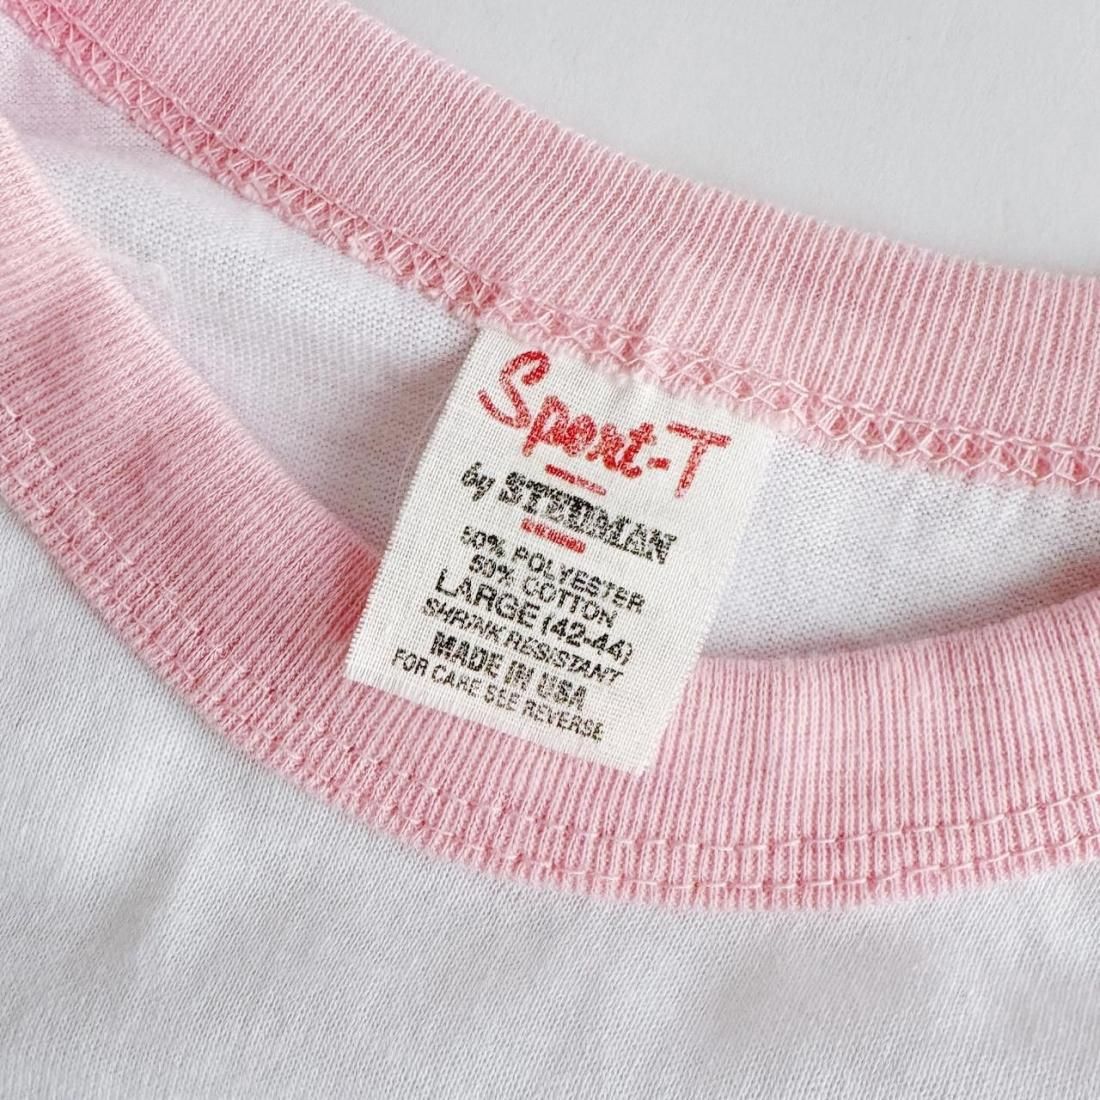 Sport-T
by STEDMAN
50% POLYESTER
50% COTTON
LARGE (42-44)
SHRINK RESISTANT
MADE IN USA
FOR CARE SEE REVERSE